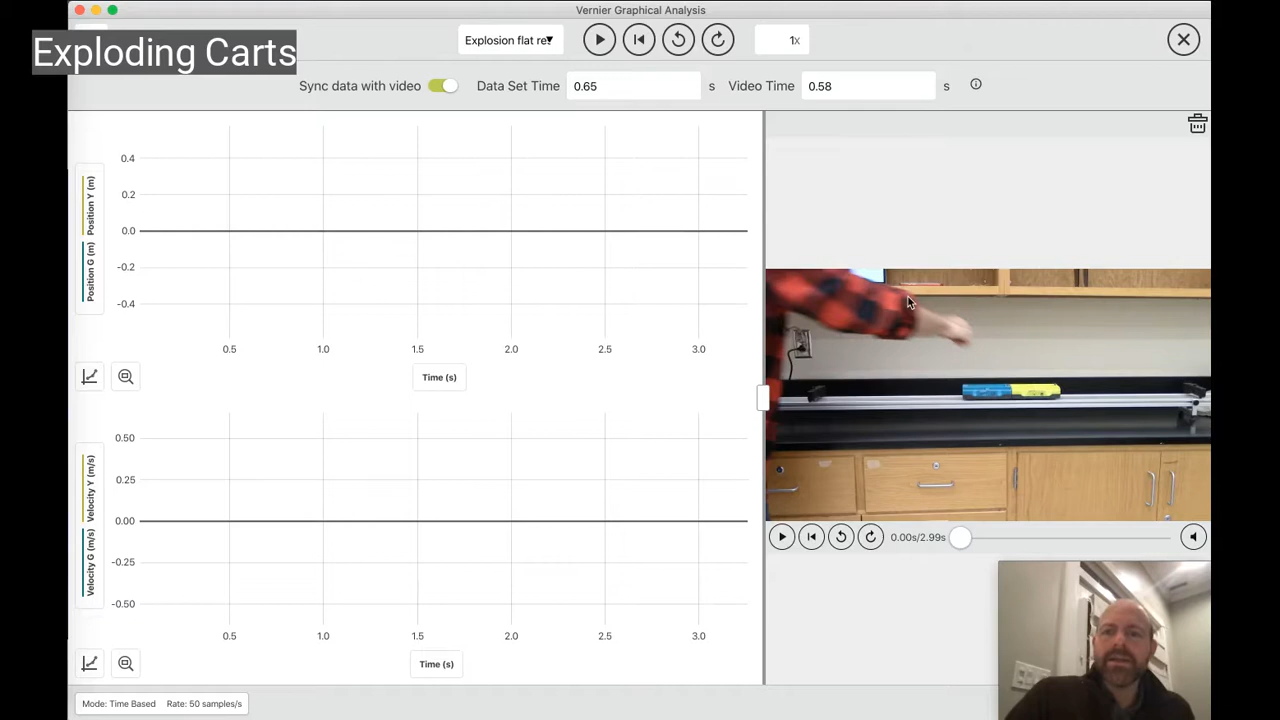 Vernier Graphical Analysis
Exploding Carts
Explosion flat re
1x
Sync data with video
Data Set Time
0.65
s
Video Time
0.58
s
Position Y (m)
Position G (m)
0.4
0.2
0.0
-0.2
-0.4
0.5 1.0 1.5 2.0 2.5 3.0
Time (s)
Velocity Y (m/s)
Velocity G (m/s)
0.50
0.25
0.00
-0.25
-0.50
0.5 1.0 1.5 2.0 2.5 3.0
Time (s)
0.00s/2.99s
Mode: Time Based Rate: 50 samples/s